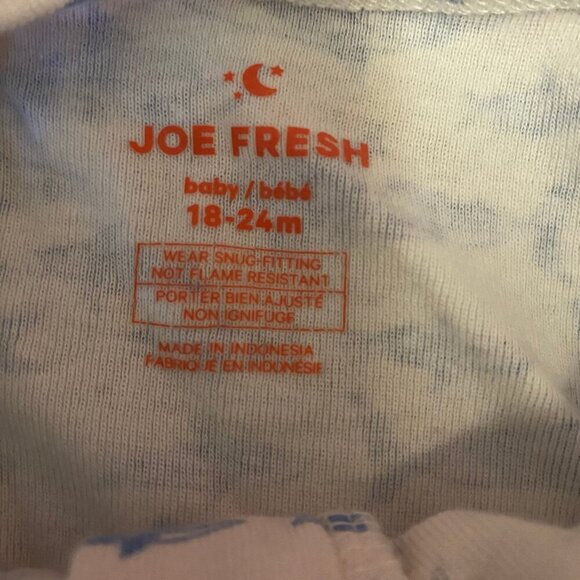 JOE FRESH
baby / bébé
18-24m
WEAR SNUG-FITTING
NOT FLAME RESISTANT
PORTER BIEN AJUSTÉ
NON IGNIFUGE
MADE IN INDONESIA
FABRIQUE EN INDONÉSIE